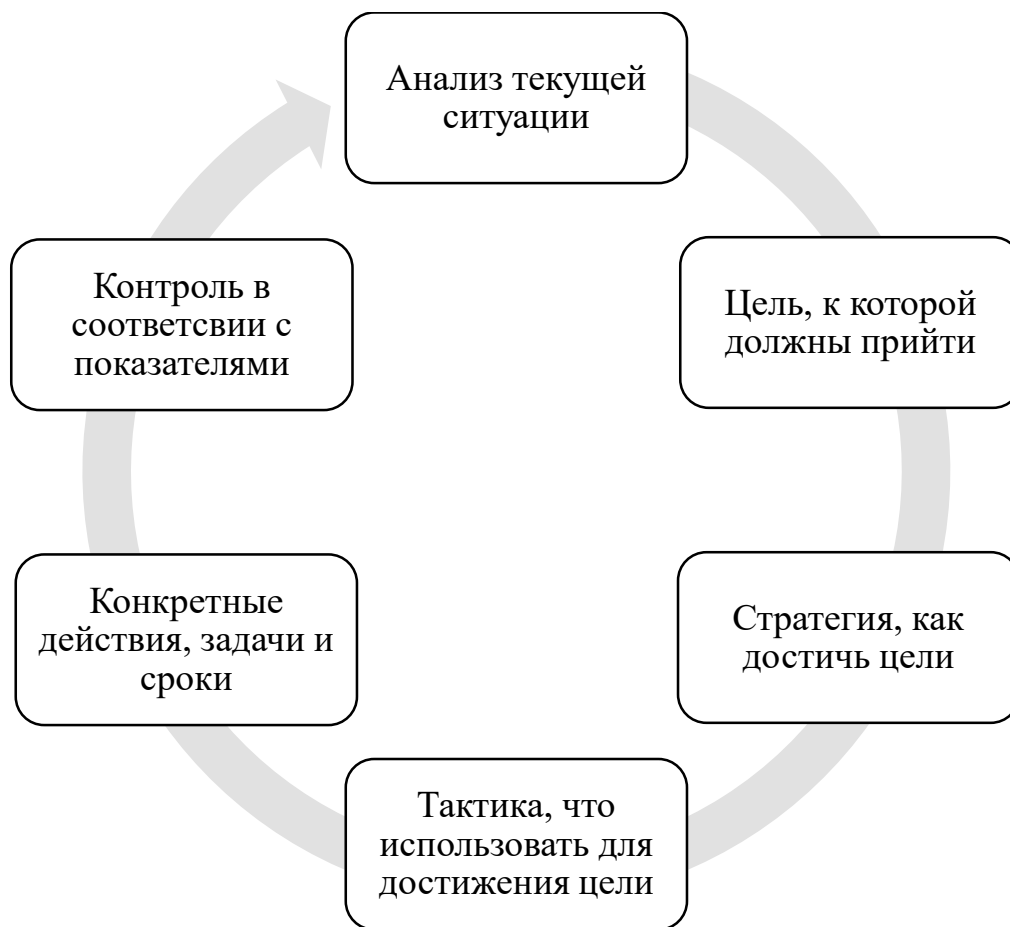 Анализ текущей
ситуации
Цель, к которой
должны прийти
Стратегия, как
достичь цели
Тактика, что
использовать для
достижения цели
Конкретные
действия, задачи и
сроки
Контроль в
соответсвии с
показателями